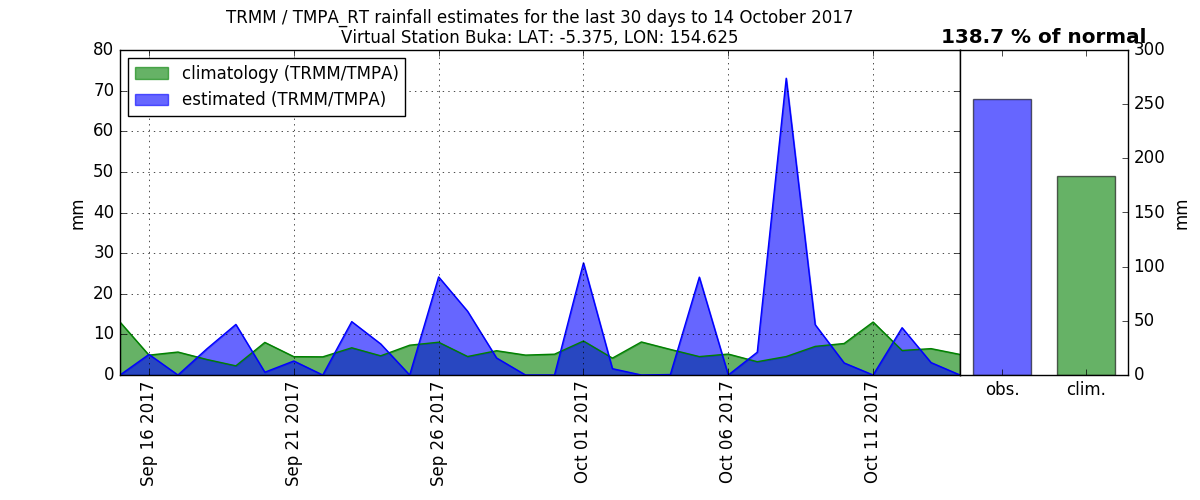 TRMM / TMPA_RT rainfall estimates for the last 30 days to 14 October 2017
Virtual Station Buka: LAT: -5.375, LON: 154.625
138.7 % of normal
climatology (TRMM/TMPA)
estimated (TRMM/TMPA)
80
70
60
50
40
30
20
10
0
mm
Sep 16 2017
Sep 21 2017
Sep 26 2017
Oct 01 2017
Oct 06 2017
Oct 11 2017
obs.
clim.
300
250
200
150
100
50
0
mm